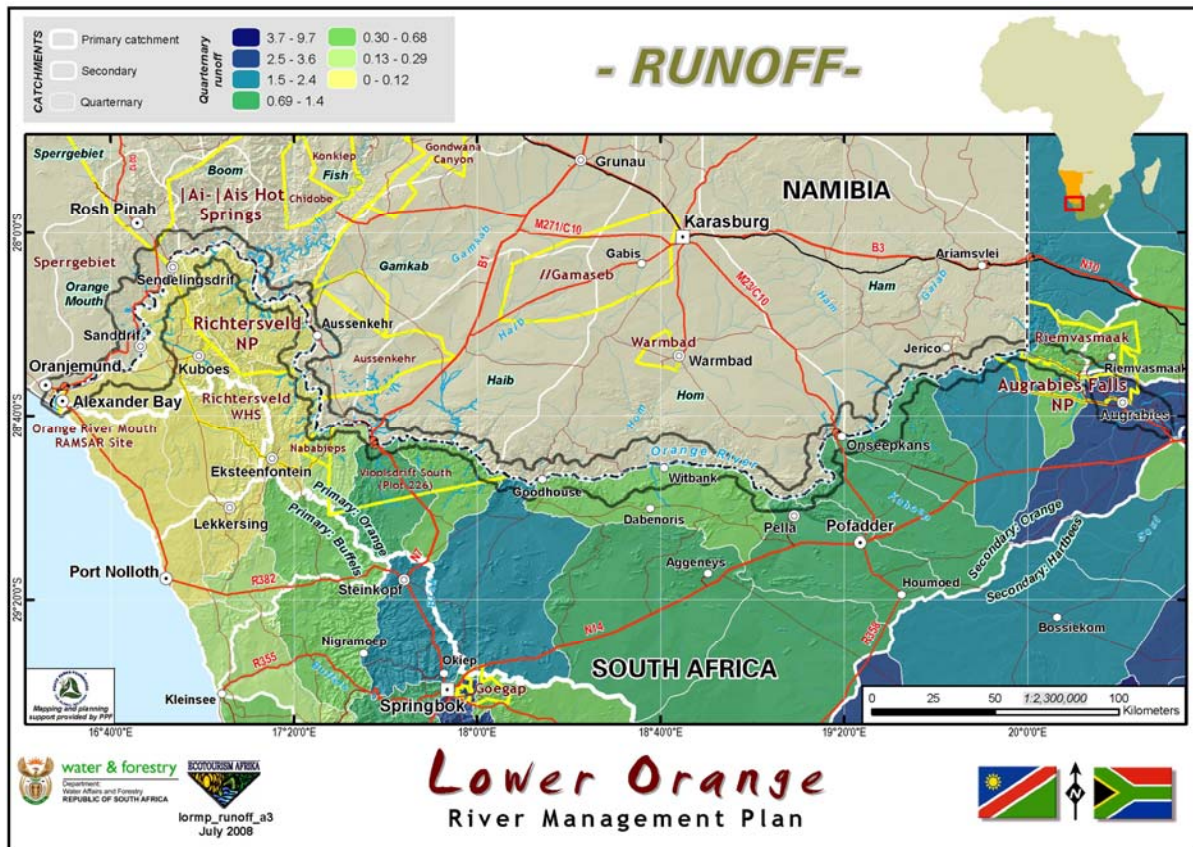 CATCHMENTS
Primary catchment
Secondary
Quarternary
Quarternary
runoff
3.7 - 9.7
2.5 - 3.6
1.5 - 2.4
0.69 - 1.4
0.30 - 0.68
0.13 - 0.29
0 - 0.12
- RUNOFF-
Sperrgebiet
Boom
Konkiep
Fish
Gondwana
Canyon
Chidobe
Grunau
NAMIBIA
|Ai-|Ais Hot
Springs
Rosh Pinah
Karasburg
M271/C10
Gabis
B3
Ariamsvlei
N10
Sperrgebiet
Sendelingsdrif
Gamkab
Gamkab
B1
//Gamaseb
M23/C10
Ham
Ham
Orange
Mouth
Haib
Sanddrif
Richtersveld
NP
Aussenkehr
Aussenkehr
Warmbad
Warmbad
Jerico
Riemvasmaak
Riemvasmaak
Oranjemund
Kuboes
Haib
Hom
Hom
Augrabies Falls
NP
Augrabies
Alexander Bay
Richtersveld
WHS
Orange River Mouth
RAMSAR Site
Nababieps
Onseepkans
Orange River
Eksteenfontein
Vioolsdrift South
(Plot 226)
Goodhouse
Witbank
Primary: Orange
Primary: Buffels
Lekkersing
Dabenoris
Pella
Pofadder
Port Nolloth
R382
N7
Steinkopf
Aggeneys
Houmoed
Secondary: Orange
Secondary: Hartbees
Nigramoep
N14
R358
Bossiekom
R355
Okiep
Kleinsee
Springbok
Goegap
SOUTH AFRICA
28°0'0"S
28°40'0"S
29°20'0"S
0 25 50 1:2,300,000 100
Kilometers
Mapping and planning
support provided by PPF
16°40'0"E 17°20'0"E 18°0'0"E 18°40'0"E 19°20'0"E 20°0'0"E
water & forestry
Department:
Water Affairs and Forestry
REPUBLIC OF SOUTH AFRICA
ECOTOURISM AFRIKA
lormp_runoff_a3
July 2008
Lower Orange
River Management Plan
N